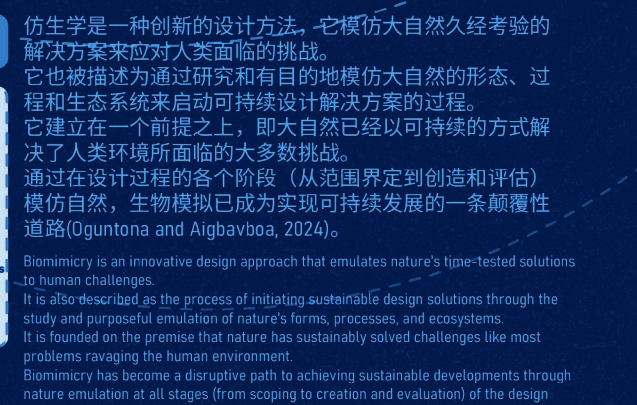 仿生学是一种创新的设计方法，它模仿大自然久经考验的
解决方案来应对人类面临的挑战。
它也被描述为通过研究和有目的地模仿大自然的形态、过
程和生态系统来启动可持续设计解决方案的过程。
它建立在一个前提之上，即大自然已经以可持续的方式解
决了人类环境所面临的大多数挑战。
通过在设计过程的各个阶段（从范围界定到创造和评估）
模仿自然，生物模拟已成为实现可持续发展的一条颠覆性
道路(Oguntona and Aigbavboa, 2024)。
Biomimicry is an innovative design approach that emulates nature's time-tested solutions
to human challenges.
It is also described as the process of initiating sustainable design solutions through the
study and purposeful emulation of nature's forms, processes, and ecosystems.
It is founded on the premise that nature has sustainably solved challenges like most
problems ravaging the human environment.
Biomimicry has become a disruptive path to achieving sustainable developments through
nature emulation at all stages (from scoping to creation and evaluation) of the design